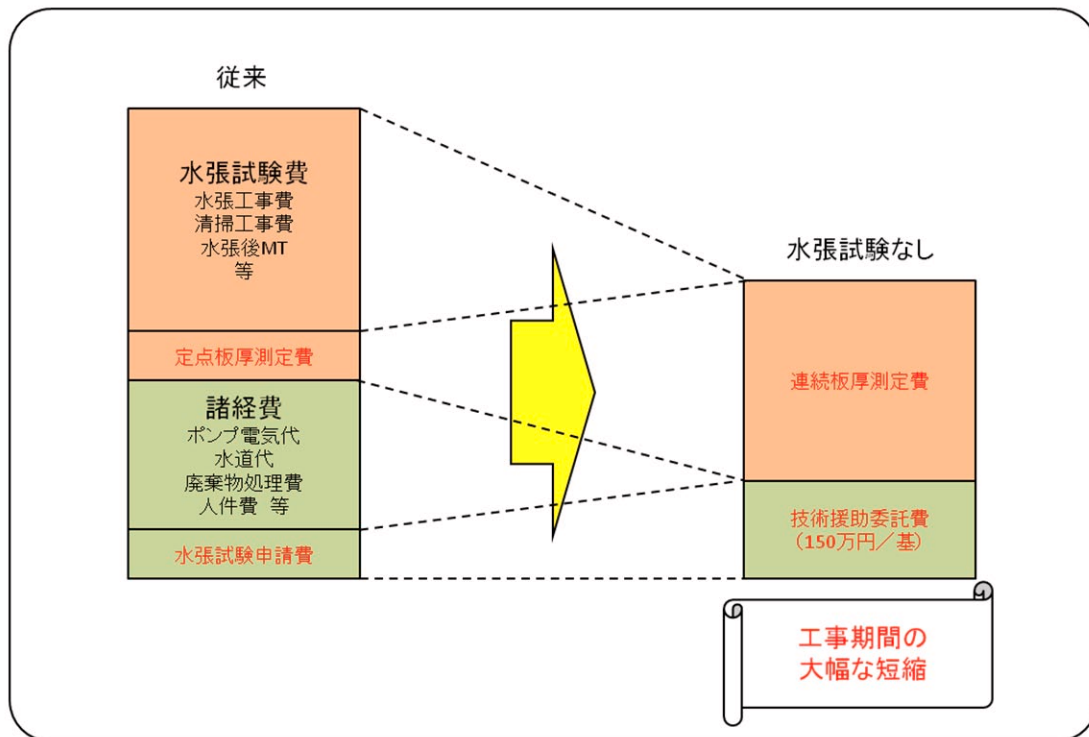 従来
水張試験費
水張工事費
清掃工事費
水張後MT
等
定点板厚測定費
諸経費
ポンプ電気代
水道代
廃棄物処理費
人件費 等
水張試験申請費
水張試験なし
連続板厚測定費
技術援助委託費
（150万円／基）
工事期間の
大幅な短縮